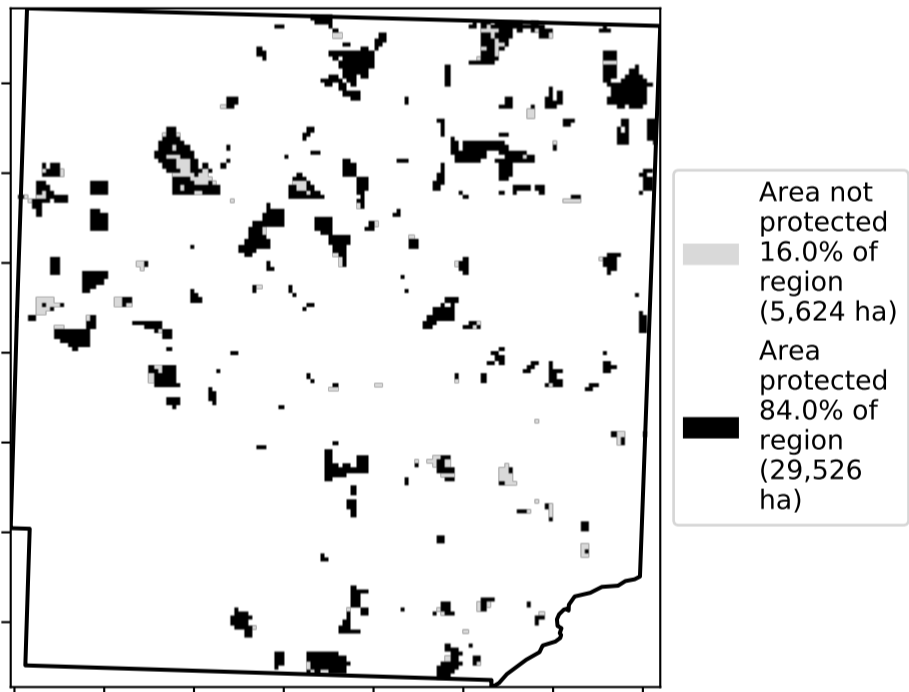 Area not
protected
16.0% of
region
(5,624 ha)
Area
protected
84.0% of
region
(29,526
ha)